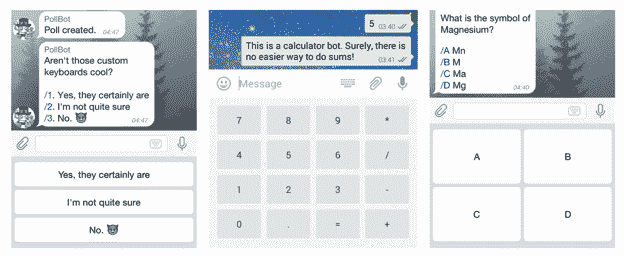 PollBot
Poll created. 04:47
PollBot
Aren't those custom
keyboards cool?
/1. Yes, they certainly are
/2. I'm not quite sure
/3. No. 😈
04:47
Yes, they certainly are
I'm not quite sure
No. 😈
5 03:40
This is a calculator bot. Surely, there is
no easier way to do sums!
03:41
Message
7 8 9 *
4 5 6 /
1 2 3 -
0 . = +
What is the symbol of
Magnesium?
/A Mn
/B M
/C Ma
/D Mg
04:40
A B
C D